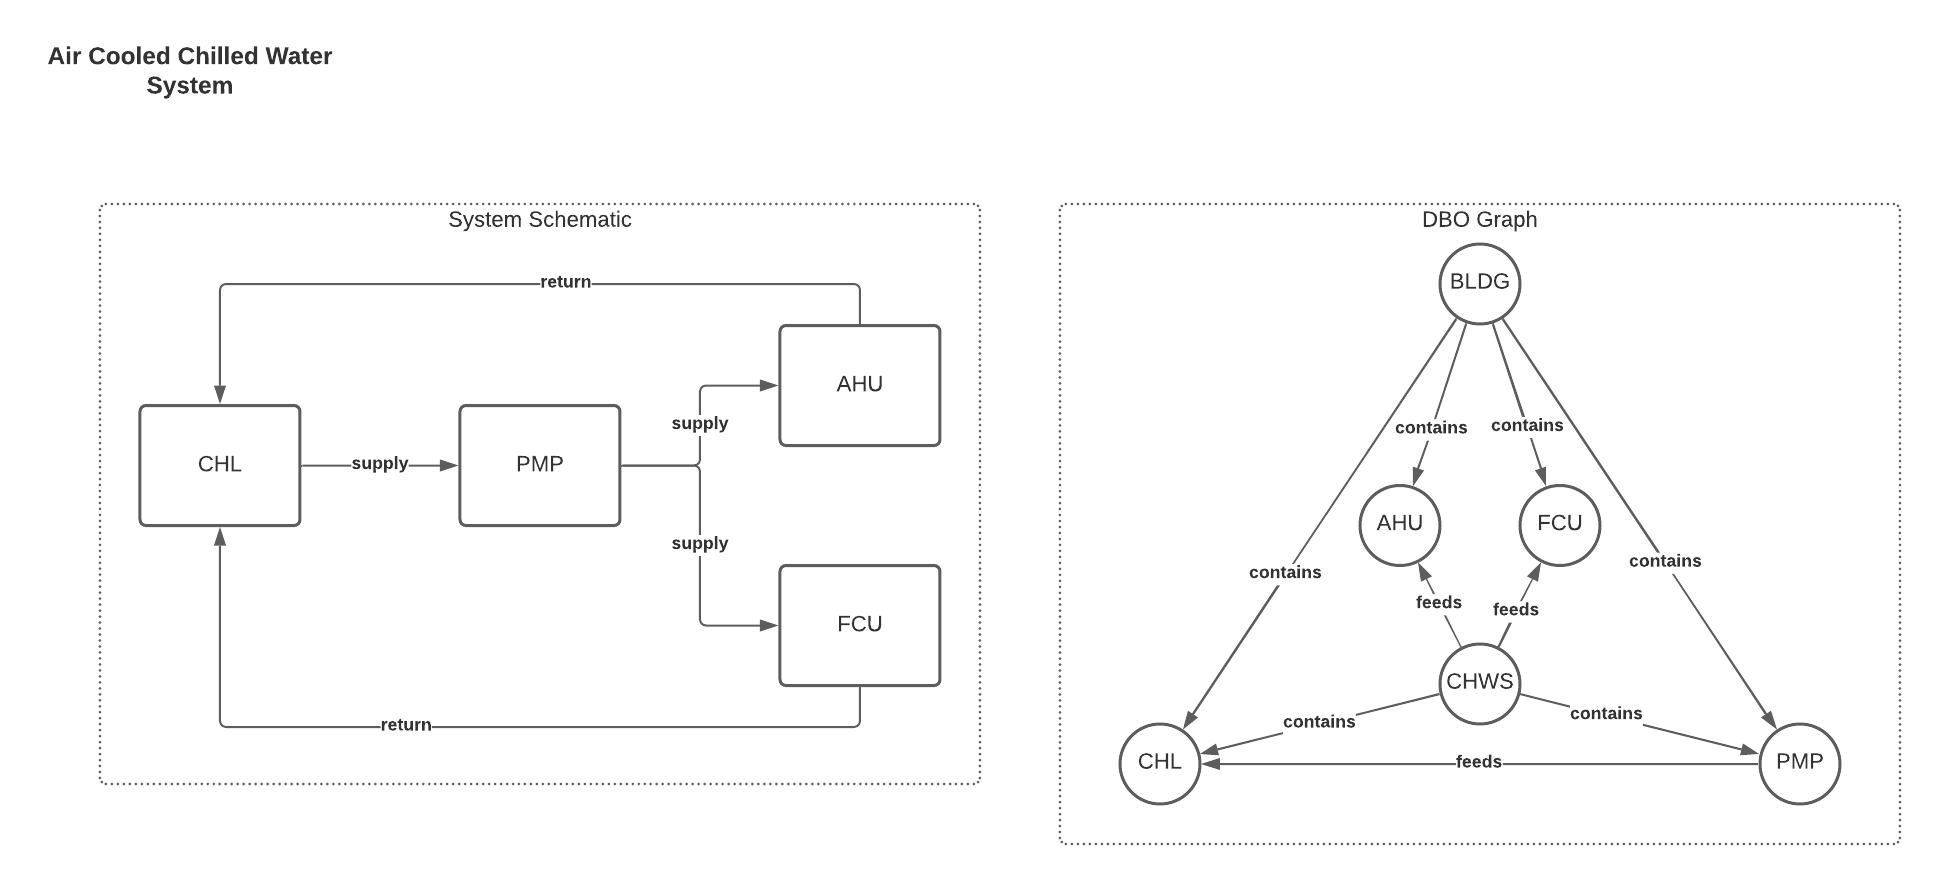 Air Cooled Chilled Water
System
System Schematic
return
AHU
supply
CHL
supply
PMP
supply
FCU
return
DBO Graph
BLDG
contains
contains
AHU
FCU
contains
contains
feeds
feeds
CHWS
contains
contains
CHL
feeds
PMP